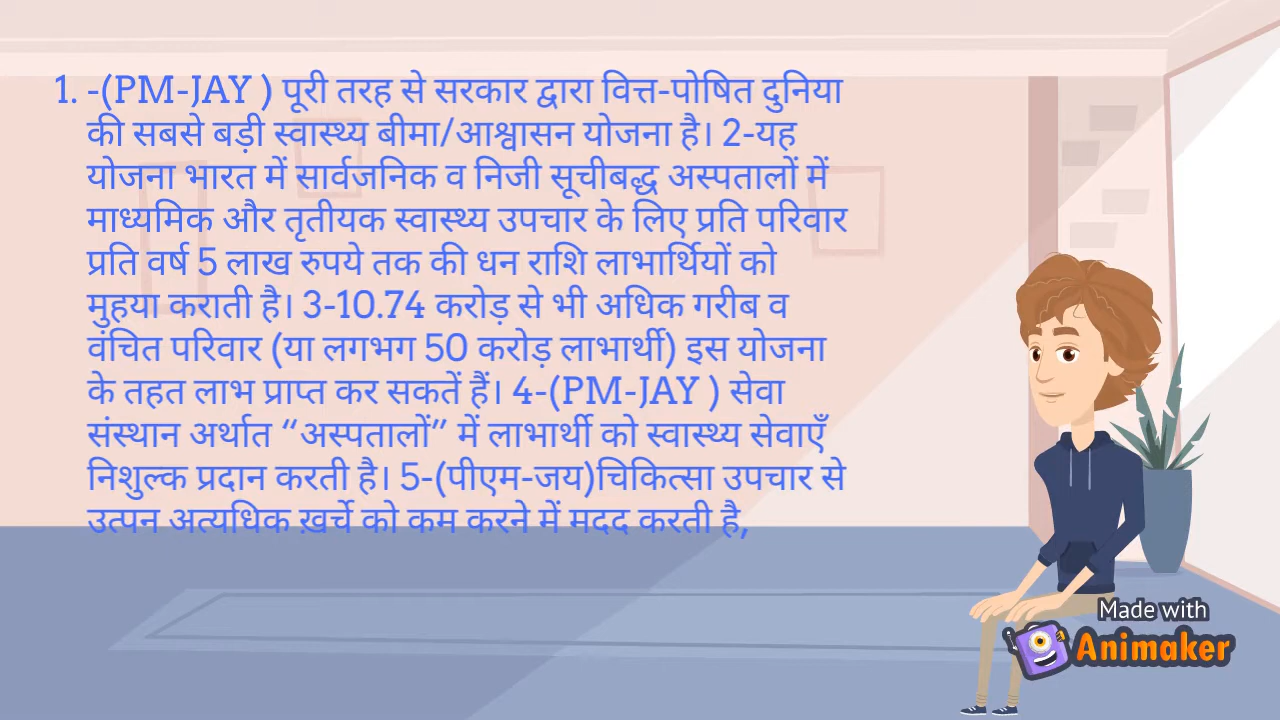 1. -(PM-JAY ) पूरी तरह से सरकार द्वारा वित्त-पोषित दुनिया
की सबसे बड़ी स्वास्थ्य बीमा/आश्वासन योजना है। 2-यह
योजना भारत में सार्वजनिक व निजी सूचीबद्ध अस्पतालों में
माध्यमिक और तृतीयक स्वास्थ्य उपचार के लिए प्रति परिवार
प्रति वर्ष 5 लाख रुपये तक की धन राशि लाभार्थियों को
मुहया कराती है। 3-10.74 करोड़ से भी अधिक गरीब व
वंचित परिवार (या लगभग 50 करोड़ लाभार्थी) इस योजना
के तहत लाभ प्राप्त कर सकतें हैं। 4-(PM-JAY ) सेवा
संस्थान अर्थात “अस्पतालों” में लाभार्थी को स्वास्थ्य सेवाएँ
निशुल्क प्रदान करती है। 5-(पीएम-जय)चिकित्सा उपचार से
उत्पन अत्यधिक ख़र्चे को कम करने में मदद करती है,
Made with
Animaker